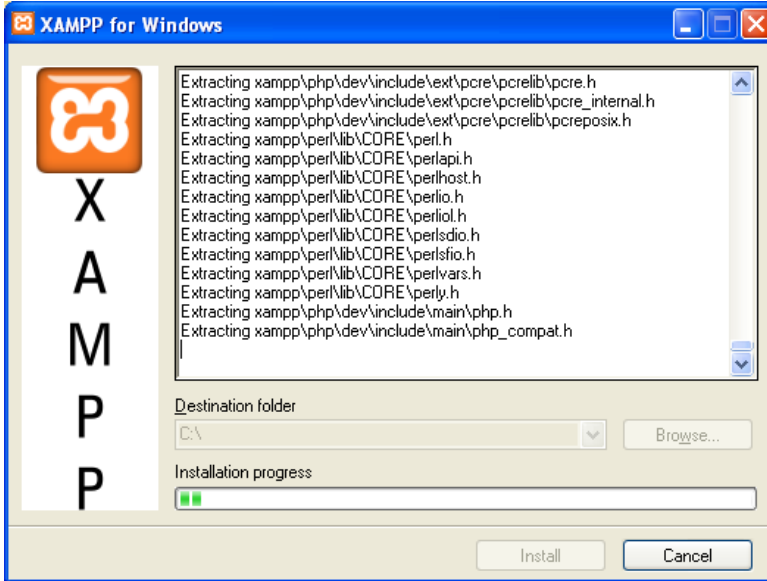 XAMPP for Windows
X
A
M
P
P
Extracting xampp\php\dev\include\ext\pcre\pcrelib\pcre.h
Extracting xampp\php\dev\include\ext\pcre\pcrelib\pcre_internal.h
Extracting xampp\php\dev\include\ext\pcre\pcrelib\pcreposix.h
Extracting xampp\perl\lib\CORE\perl.h
Extracting xampp\perl\lib\CORE\perlapi.h
Extracting xampp\perl\lib\CORE\perlhost.h
Extracting xampp\perl\lib\CORE\perlio.h
Extracting xampp\perl\lib\CORE\perliol.h
Extracting xampp\perl\lib\CORE\perlsdio.h
Extracting xampp\perl\lib\CORE\perlsfio.h
Extracting xampp\perl\lib\CORE\perlvars.h
Extracting xampp\perl\lib\CORE\perly.h
Extracting xampp\php\dev\include\main\php.h
Extracting xampp\php\dev\include\main\php_compat.h
Destination folder
C:\
Browse...
Installation progress
Install
Cancel